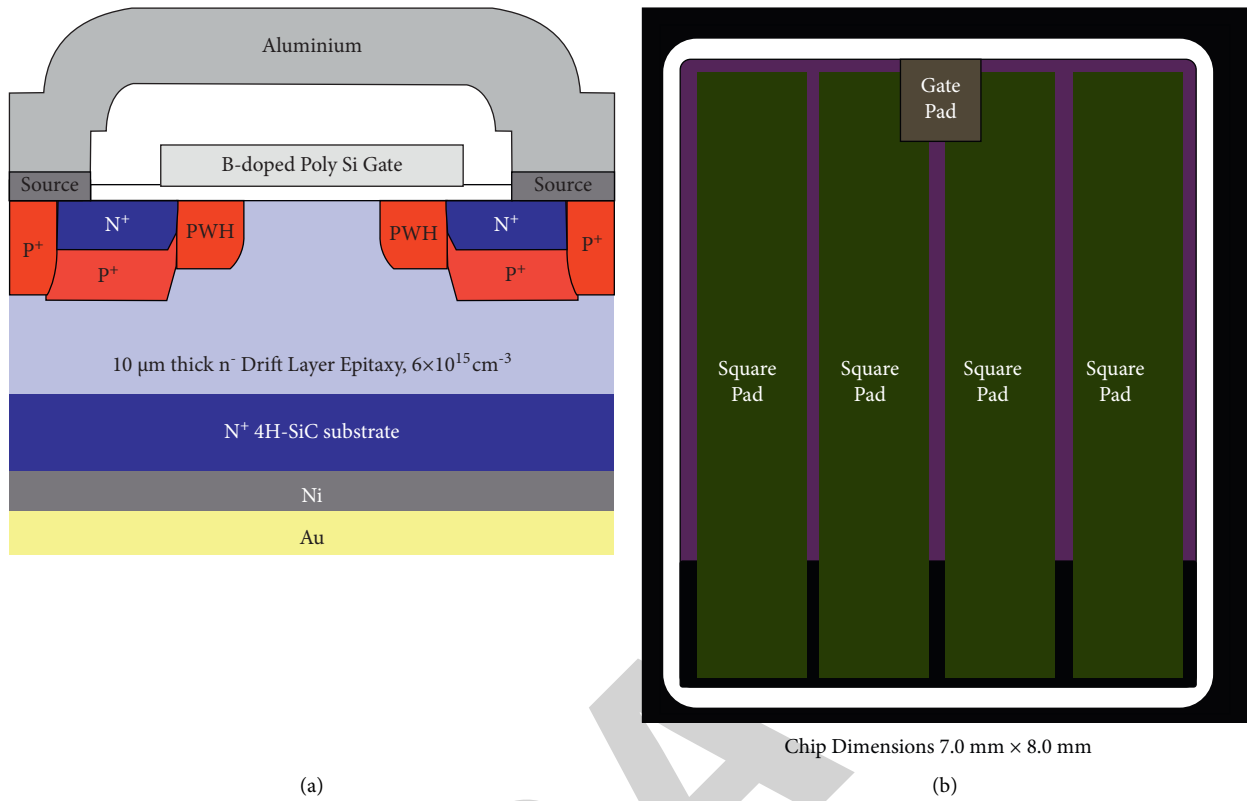 Aluminium
B-doped Poly Si Gate
Source
Source
N+
PWH
PWH
N+
P+
P+
P+
P+
10 μm thick n- Drift Layer Epitaxy, 6×10^15 cm^-3
N+ 4H-SiC substrate
Ni
Au
(a)
Gate
Pad
Square
Pad
Square
Pad
Square
Pad
Square
Pad
Chip Dimensions 7.0 mm × 8.0 mm
(b)